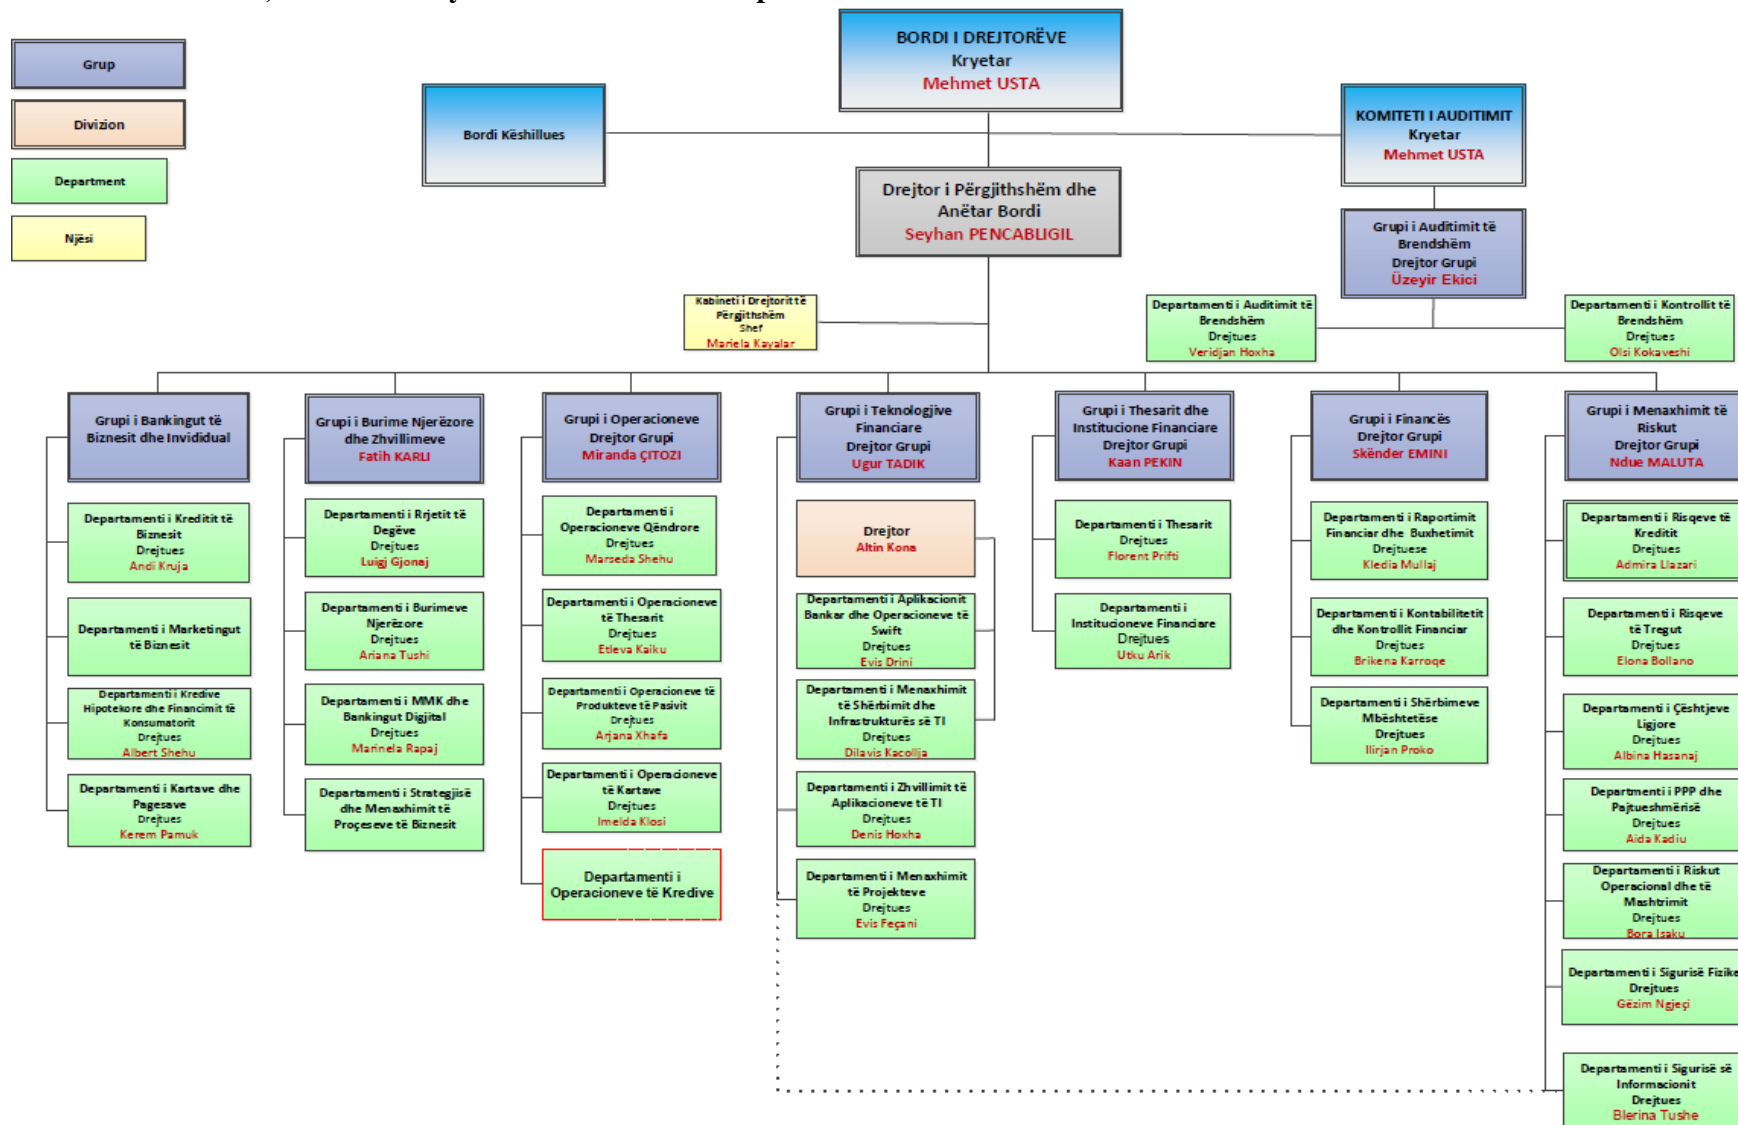 Grup
Divizion
Department
Njësi
BORDI I DREJTORËVE
Kryetar
Mehmet USTA
Bordi Këshillues
KOMITETI I AUDITIMIT
Kryetar
Mehmet USTA
Drejtor i Përgjithshëm dhe
Anëtar Bordi
Seyhan PENCABLIGIL
Grupi i Auditimit të
Brendshëm
Drejtor Grupi
Üzeyir Ekici
Kabineti i Drejtorit të
Përgjithshëm
Shef
Mariela Kayalar
Departamenti i Auditimit të
Brendshëm
Drejtues
Veridjan Hoxha
Departamenti i Kontrollit të
Brendshëm
Drejtues
Olsi Kokaveshi
Grupi i Bankingut të
Biznesit dhe Invididual
Departamenti i Kreditit të
Biznesit
Drejtues
Andi Kruja
Departamenti i Marketingut
të Biznesit
Departamenti i Kredive
Hipotekore dhe Financimit të
Konsumatorit
Drejtues
Albert Shehu
Departamenti i Kartave dhe
Pagesave
Drejtues
Kerem Pamuk
Grupi i Burime Njerëzore
dhe Zhvillimeve
Fatih KARLI
Departamenti i Rrjetit të
Degëve
Drejtues
Luigj Gjonaj
Departamenti i Burimeve
Njerëzore
Drejtues
Ariana Tushi
Departamenti i MMK dhe
Bankingut Digjital
Drejtues
Marinela Rapaj
Departamenti i Strategjisë
dhe Menaxhimit të
Proçeseve të Biznesit
Grupi i Operacioneve
Drejtor Grupi
Miranda ÇITOZI
Departamenti i
Operacioneve Qëndrore
Drejtues
Marseda Shehu
Departamenti i Operacioneve
të Thesarit
Drejtues
Etleva Kaiku
Departamenti i Operacioneve të
Produkteve të Pasivit
Drejtues
Arjana Xhafa
Departamenti i Operacioneve
të Kartave
Drejtues
Imelda Klosi
Departamenti i
Operacioneve të Kredive
Grupi i Teknologjive
Financiare
Drejtor Grupi
Ugur TADIK
Drejtor
Altin Kona
Departamenti i Aplikacionit
Bankar dhe Operacioneve të
Swift
Drejtues
Evis Drini
Departamenti i Menaxhimit
të Shërbimit dhe
Infrastrukturës së TI
Drejtues
Dilavis Kacollja
Departamenti i Zhvillimit të
Aplikacioneve të TI
Drejtues
Denis Hoxha
Departamenti i Menaxhimit
të Projekteve
Drejtues
Evis Feçani
Grupi i Thesarit dhe
Institucione Financiare
Drejtor Grupi
Kaan PEKIN
Departamenti i Thesarit
Drejtues
Florent Prifti
Departamenti i
Institucioneve Financiare
Drejtues
Utku Arik
Grupi i Financës
Drejtor Grupi
Skënder EMINI
Departamenti i Raportimit
Financiar dhe Buxhetimit
Drejtuese
Kledia Mullaj
Departamenti i Kontabilitetit
dhe Kontrollit Financiar
Drejtues
Brikena Karroqe
Departamenti i Shërbimeve
Mbështetëse
Drejtues
Ilirjan Proko
Grupi i Menaxhimit të
Riskut
Drejtor Grupi
Ndue MALUTA
Departamenti i Risqeve të
Kreditit
Drejtues
Admira Llazari
Departamenti i Risqeve
të Tregut
Drejtues
Elona Bollano
Departamenti i Çështjeve
Ligjore
Drejtues
Albina Hasanaj
Departmenti i PPP dhe
Pajtueshmërisë
Drejtues
Aida Kadiu
Departamenti i Riskut
Operacional dhe të
Mashtrimit
Drejtues
Bora Isaku
Departamenti i Sigurisë Fizike
Drejtues
Gëzim Ngjeçi
Departamenti i Sigurisë së
Informacionit
Drejtues
Blerina Tushe